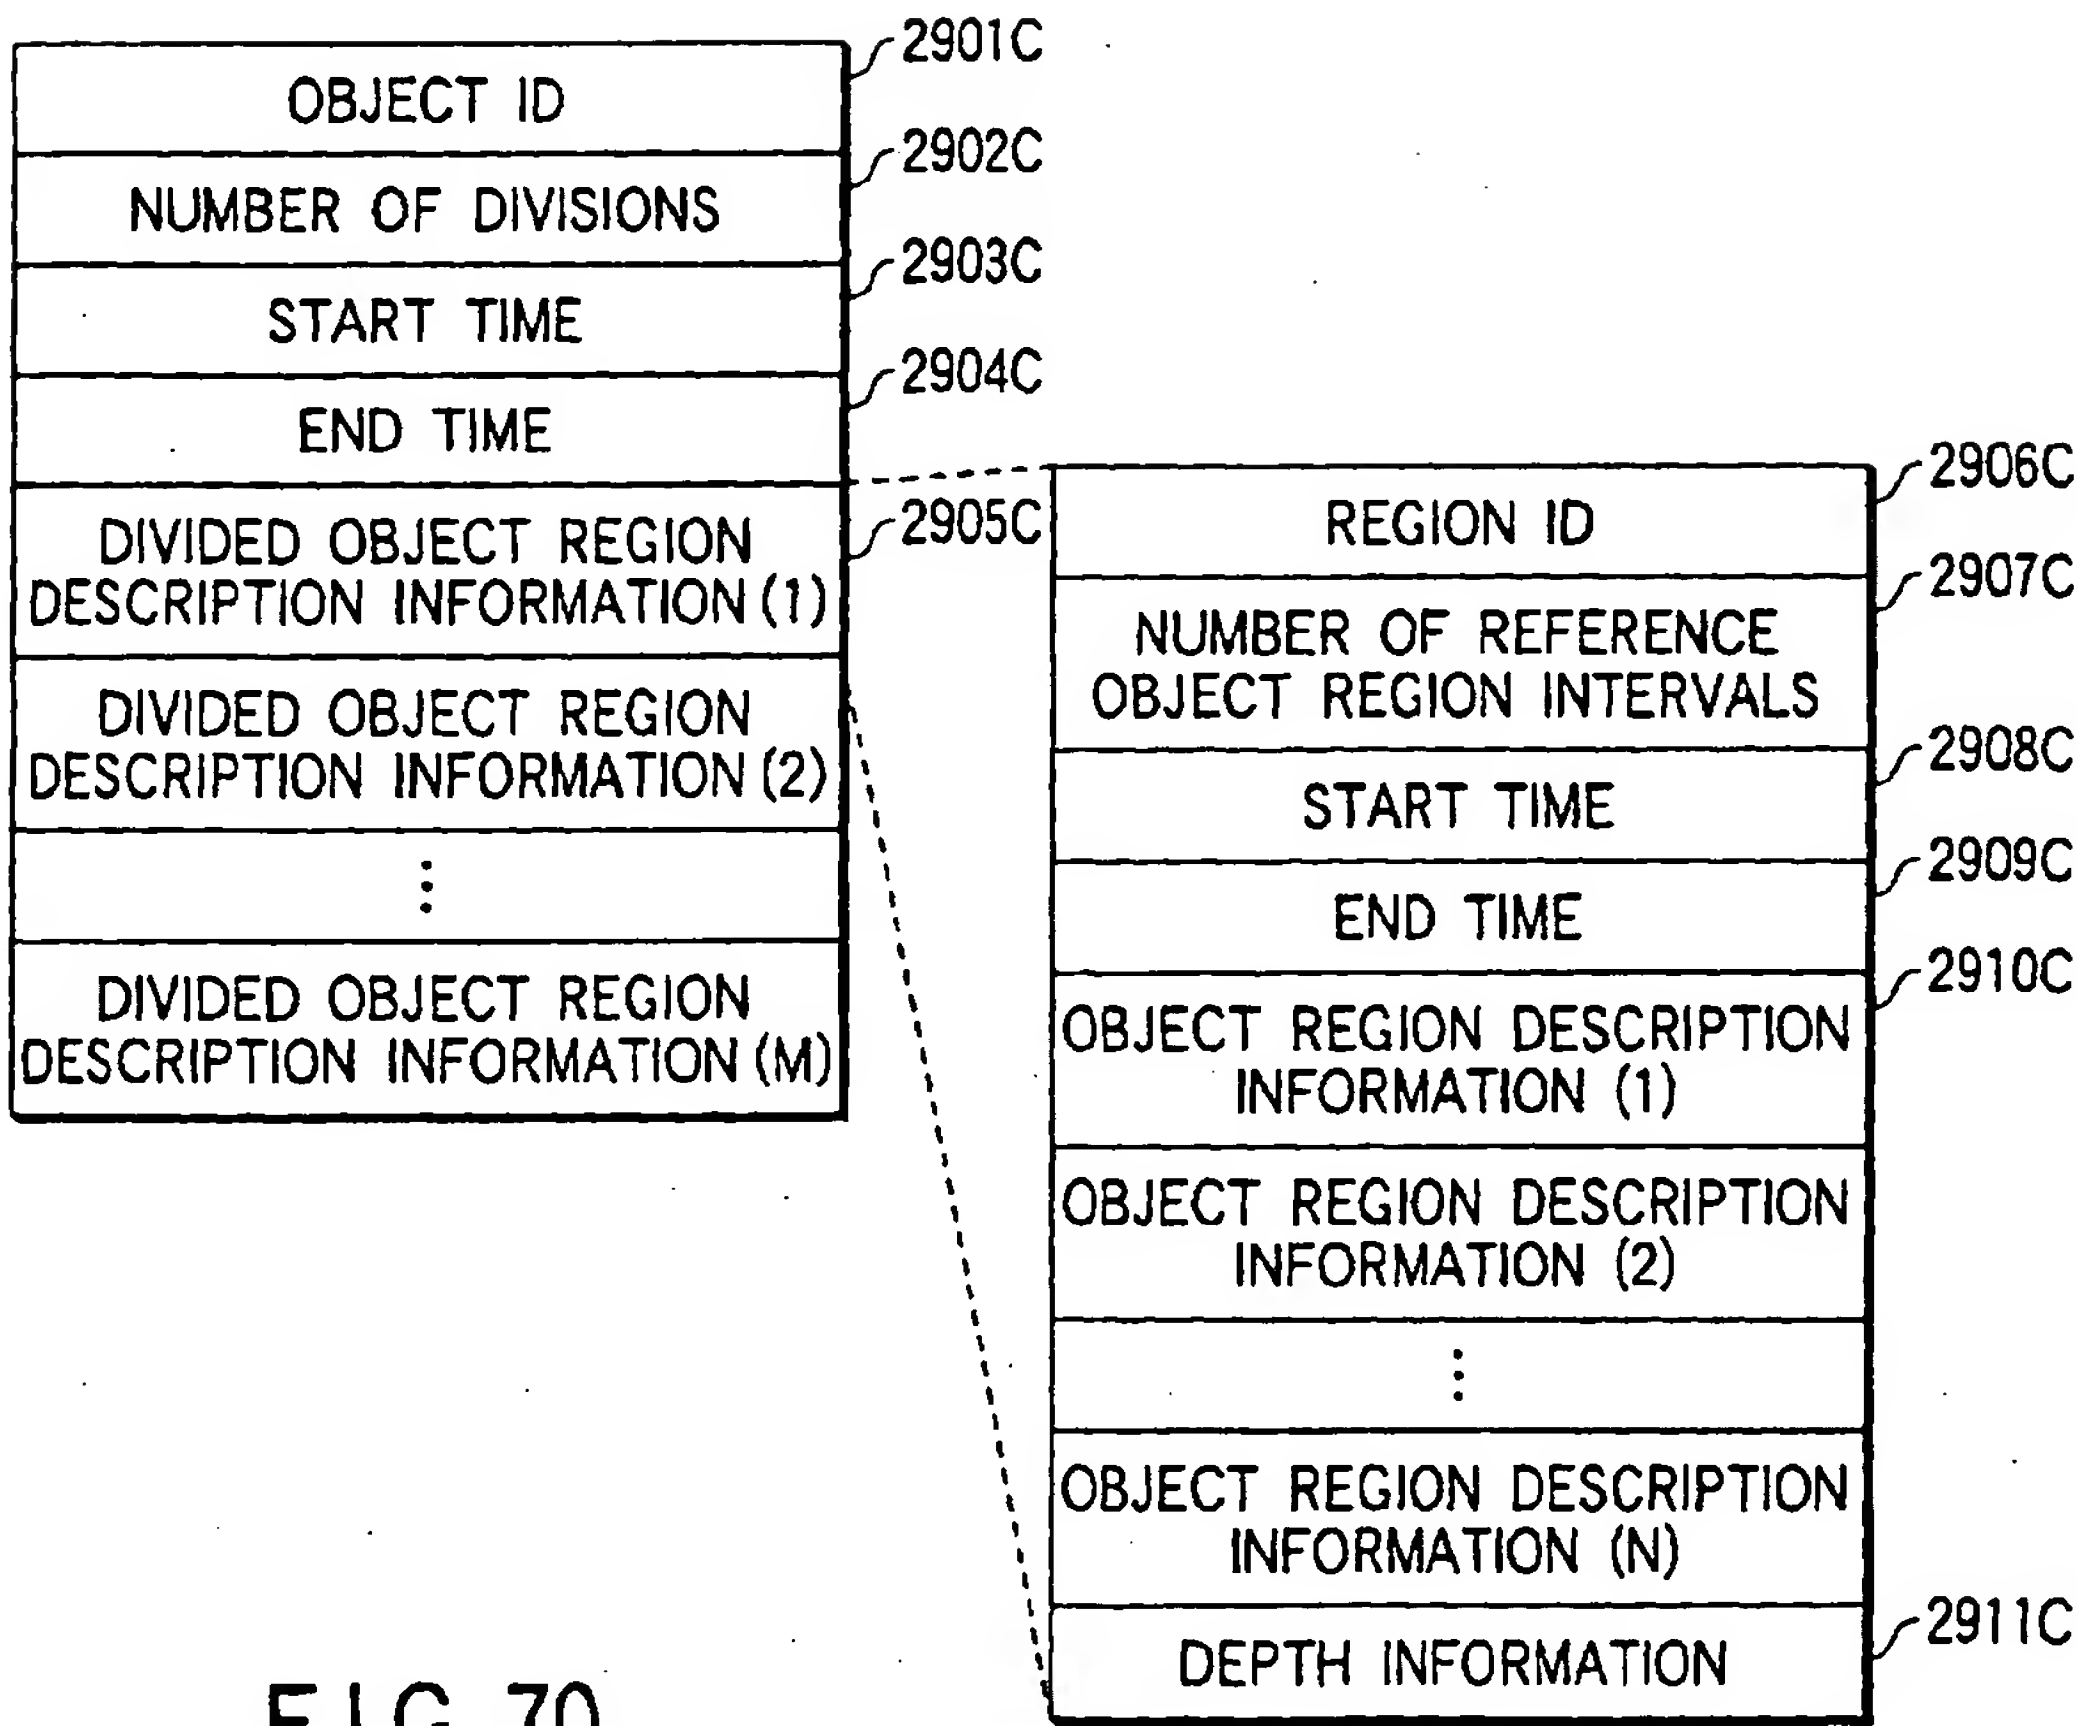 OBJECT ID
2901C
NUMBER OF DIVISIONS
2902C
START TIME
2903C
END TIME
2904C
DIVIDED OBJECT REGION
DESCRIPTION INFORMATION (1)
2905C
DIVIDED OBJECT REGION
DESCRIPTION INFORMATION (2)
DIVIDED OBJECT REGION
DESCRIPTION INFORMATION (M)
REGION ID
2906C
NUMBER OF REFERENCE
OBJECT REGION INTERVALS
2907C
START TIME
2908C
END TIME
2909C
OBJECT REGION DESCRIPTION
INFORMATION (1)
2910C
OBJECT REGION DESCRIPTION
INFORMATION (2)
OBJECT REGION DESCRIPTION
INFORMATION (N)
DEPTH INFORMATION
2911C
FIG. 70